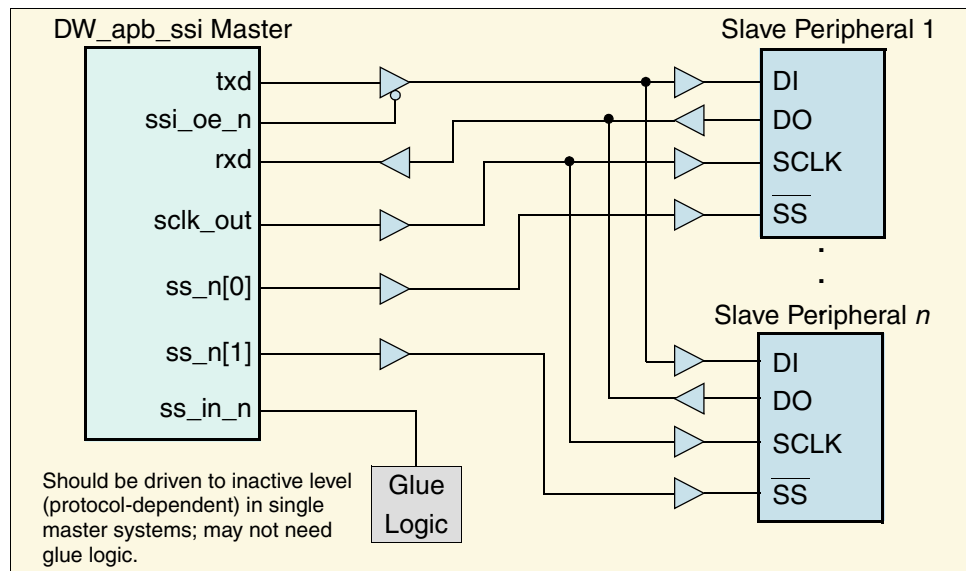 DW_apb_ssi Master
txd
ssi_oe_n
rxd
sclk_out
ss_n[0]
ss_n[1]
ss_in_n
Should be driven to inactive level
(protocol-dependent) in single
master systems; may not need
glue logic.
Glue
Logic
Slave Peripheral 1
DI
DO
SCLK
SS
Slave Peripheral n
DI
DO
SCLK
SS